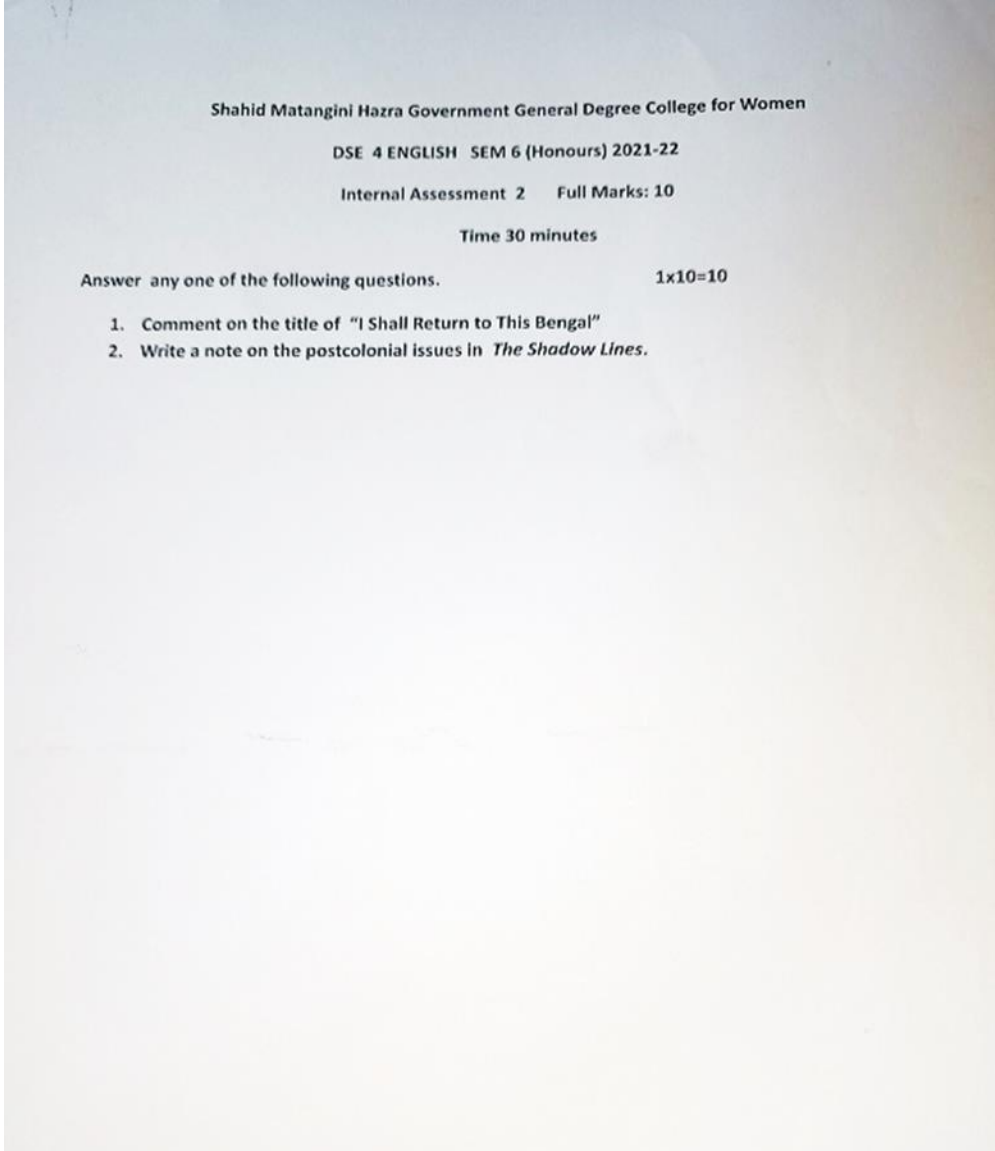 Shahid Matangini Hazra Government General Degree College for Women
DSE 4 ENGLISH SEM 6 (Honours) 2021-22
Internal Assessment 2 Full Marks: 10
Time 30 minutes
Answer any one of the following questions. 1x10=10
1. Comment on the title of “I Shall Return to This Bengal”
2. Write a note on the postcolonial issues in The Shadow Lines.